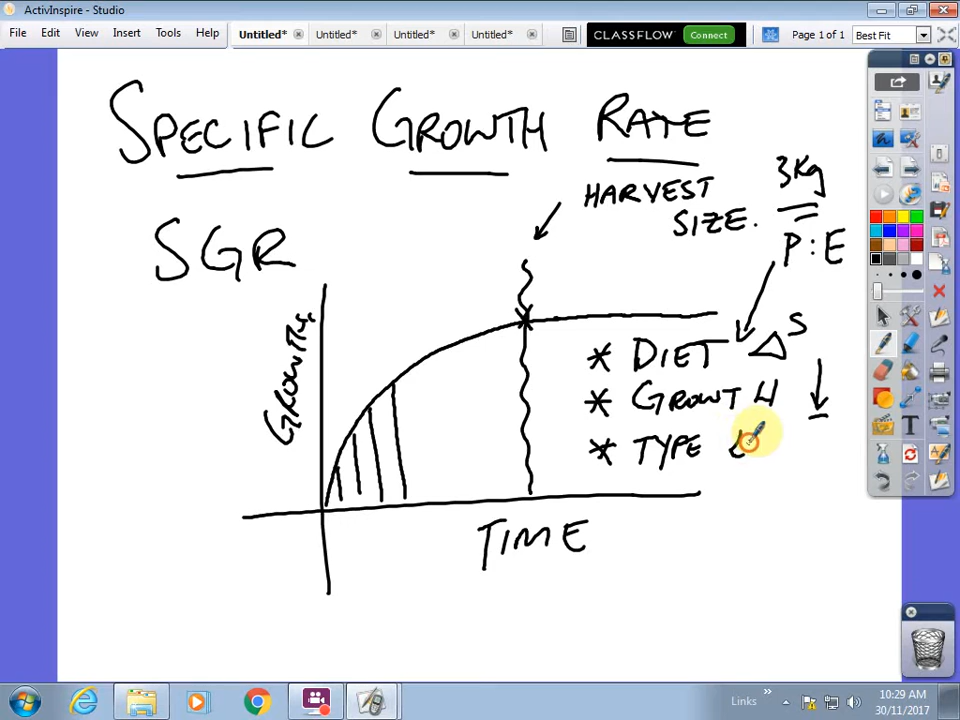 ActivInspire - Studio
File Edit View Insert Tools Help Untitled* Untitled* Untitled* Untitled* CLASSFLOW Connect Page 1 of 1 Best Fit
SPECIFIC GROWTH RATE
SGR
HARVEST
SIZE.
3Kg
P:E
GROWTH
* DIET △S
* GROWTH
* TYPE
TIME
Links
10:29 AM
30/11/2017